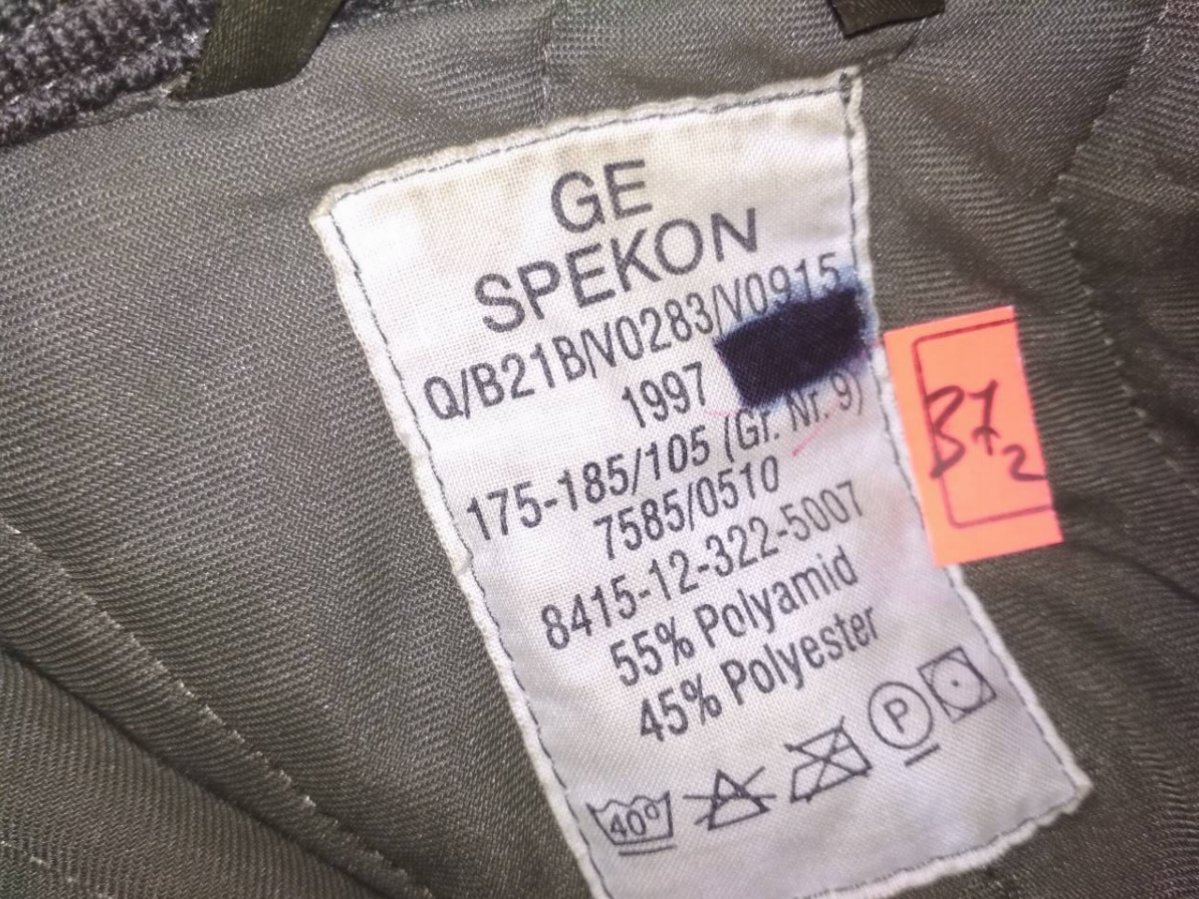 GE
SPEKON
Q/B21B/V0283/V0915
1997
175-185/105 (Gr. Nr. 9)
7585/0510
8415-12-322-5007
55% Polyamid
45% Polyester
40°
P
37₂